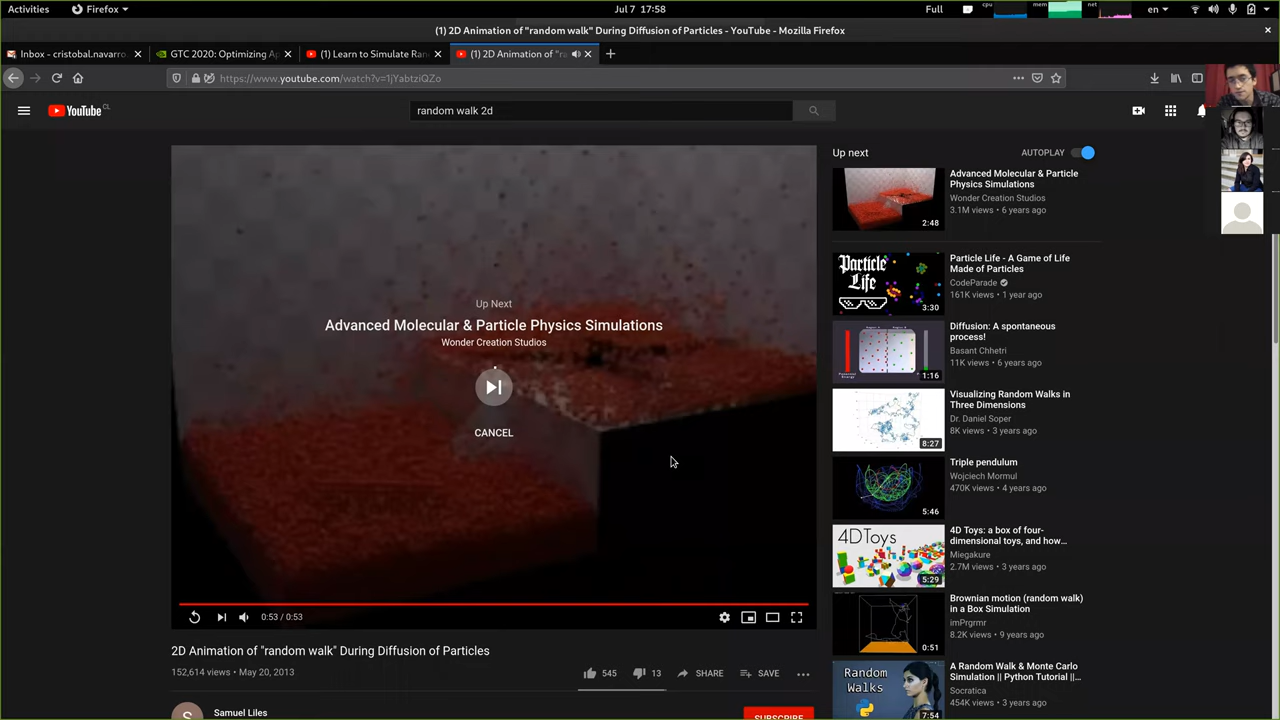 Activities
Firefox
Jul 7 17:58
Full
cpu
mem
net
en
(1) 2D Animation of "random walk" During Diffusion of Particles - YouTube - Mozilla Firefox
Inbox - cristobal.navarro.
GTC 2020: Optimizing Ap
(1) Learn to Simulate Ran
(1) 2D Animation of "ra
https://www.youtube.com/watch?v=1jYabtziQZo
YouTube CL
random walk 2d
Up next
AUTOPLAY
Up Next
Advanced Molecular & Particle Physics Simulations
Wonder Creation Studios
CANCEL
0:53 / 0:53
2D Animation of "random walk" During Diffusion of Particles
152,614 views • May 20, 2013
545
13
SHARE
SAVE
S
Samuel Liles
SUBSCRIBE
2:48
Advanced Molecular & Particle
Physics Simulations
Wonder Creation Studios
3.1M views • 6 years ago
Particle
Life
3:30
Particle Life - A Game of Life
Made of Particles
CodeParade
161K views • 1 year ago
1:16
Diffusion: A spontaneous
process!
Basant Chhetri
11K views • 6 years ago
8:27
Visualizing Random Walks in
Three Dimensions
Dr. Daniel Soper
8K views • 3 years ago
5:46
Triple pendulum
Wojciech Mormul
470K views • 4 years ago
4DToys
5:29
4D Toys: a box of four-
dimensional toys, and how…
Miegakure
2.7M views • 3 years ago
0:51
Brownian motion (random walk)
in a Box Simulation
imPrgrmr
8.2K views • 9 years ago
Random
Walks
7:54
A Random Walk & Monte Carlo
Simulation || Python Tutorial ||…
Socratica
454K views • 3 years ago